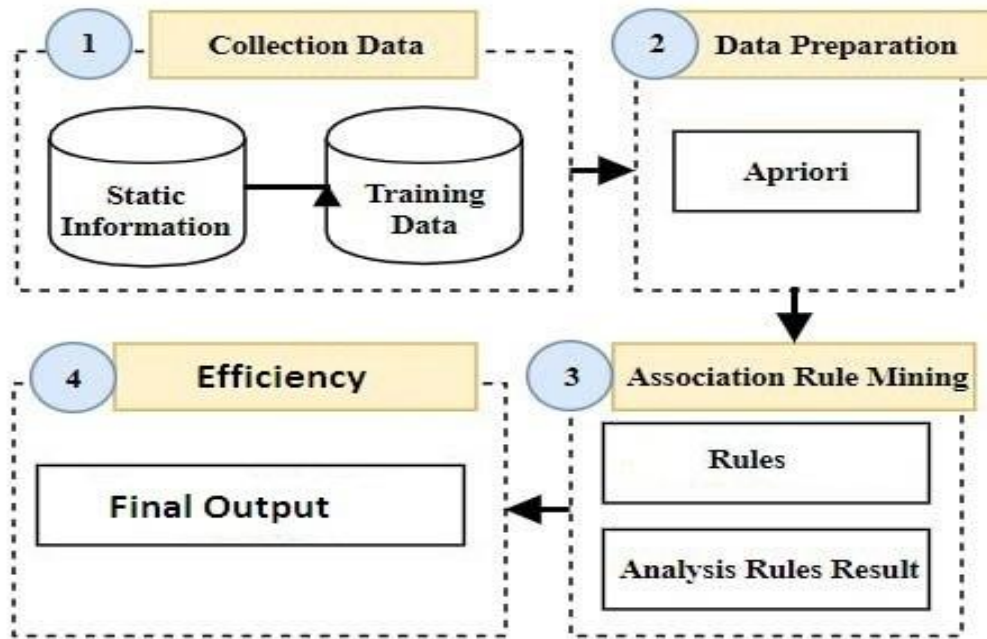 1
Collection Data
Static
Information
Training
Data
2
Data Preparation
Apriori
3
Association Rule Mining
Rules
Analysis Rules Result
4
Efficiency
Final Output